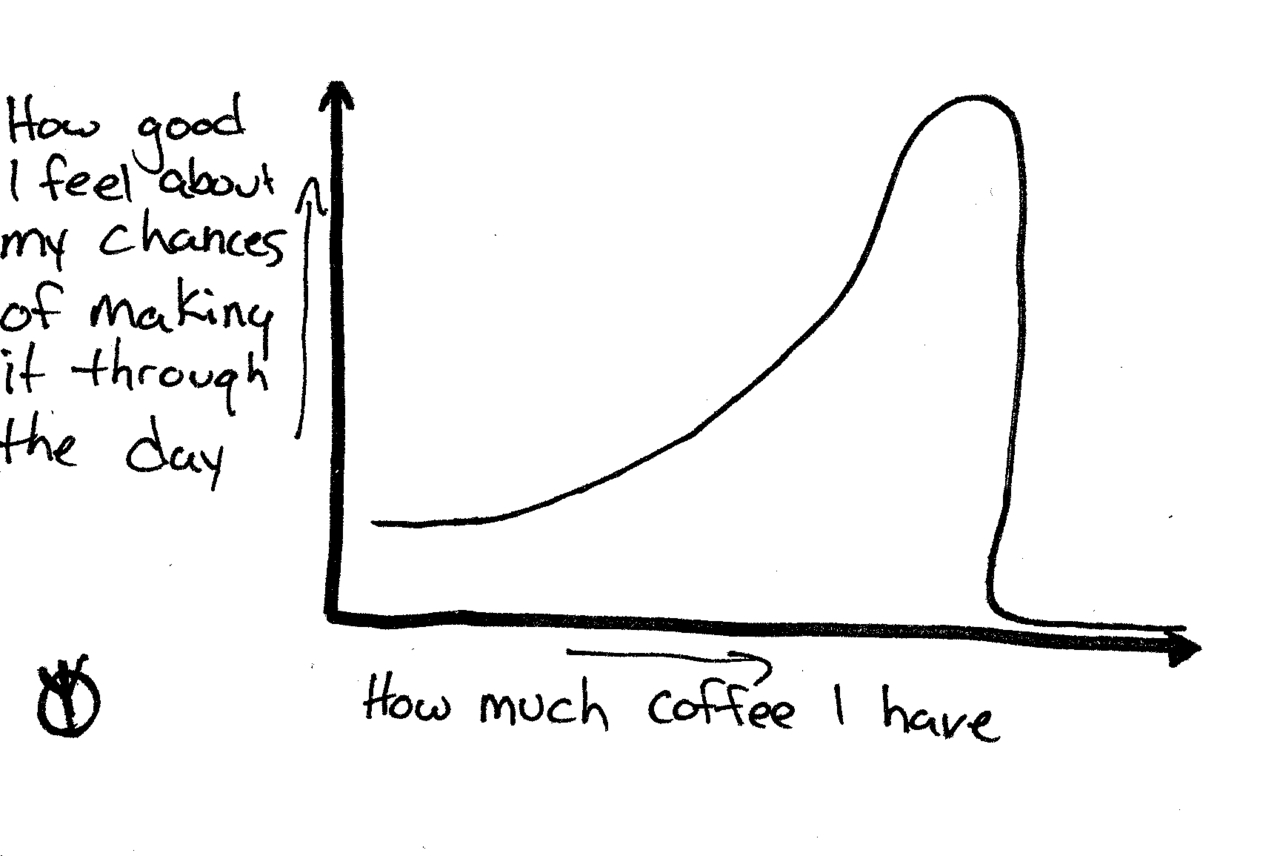 How good
I feel about
my chances
of making
it through
the day
How much coffee I have